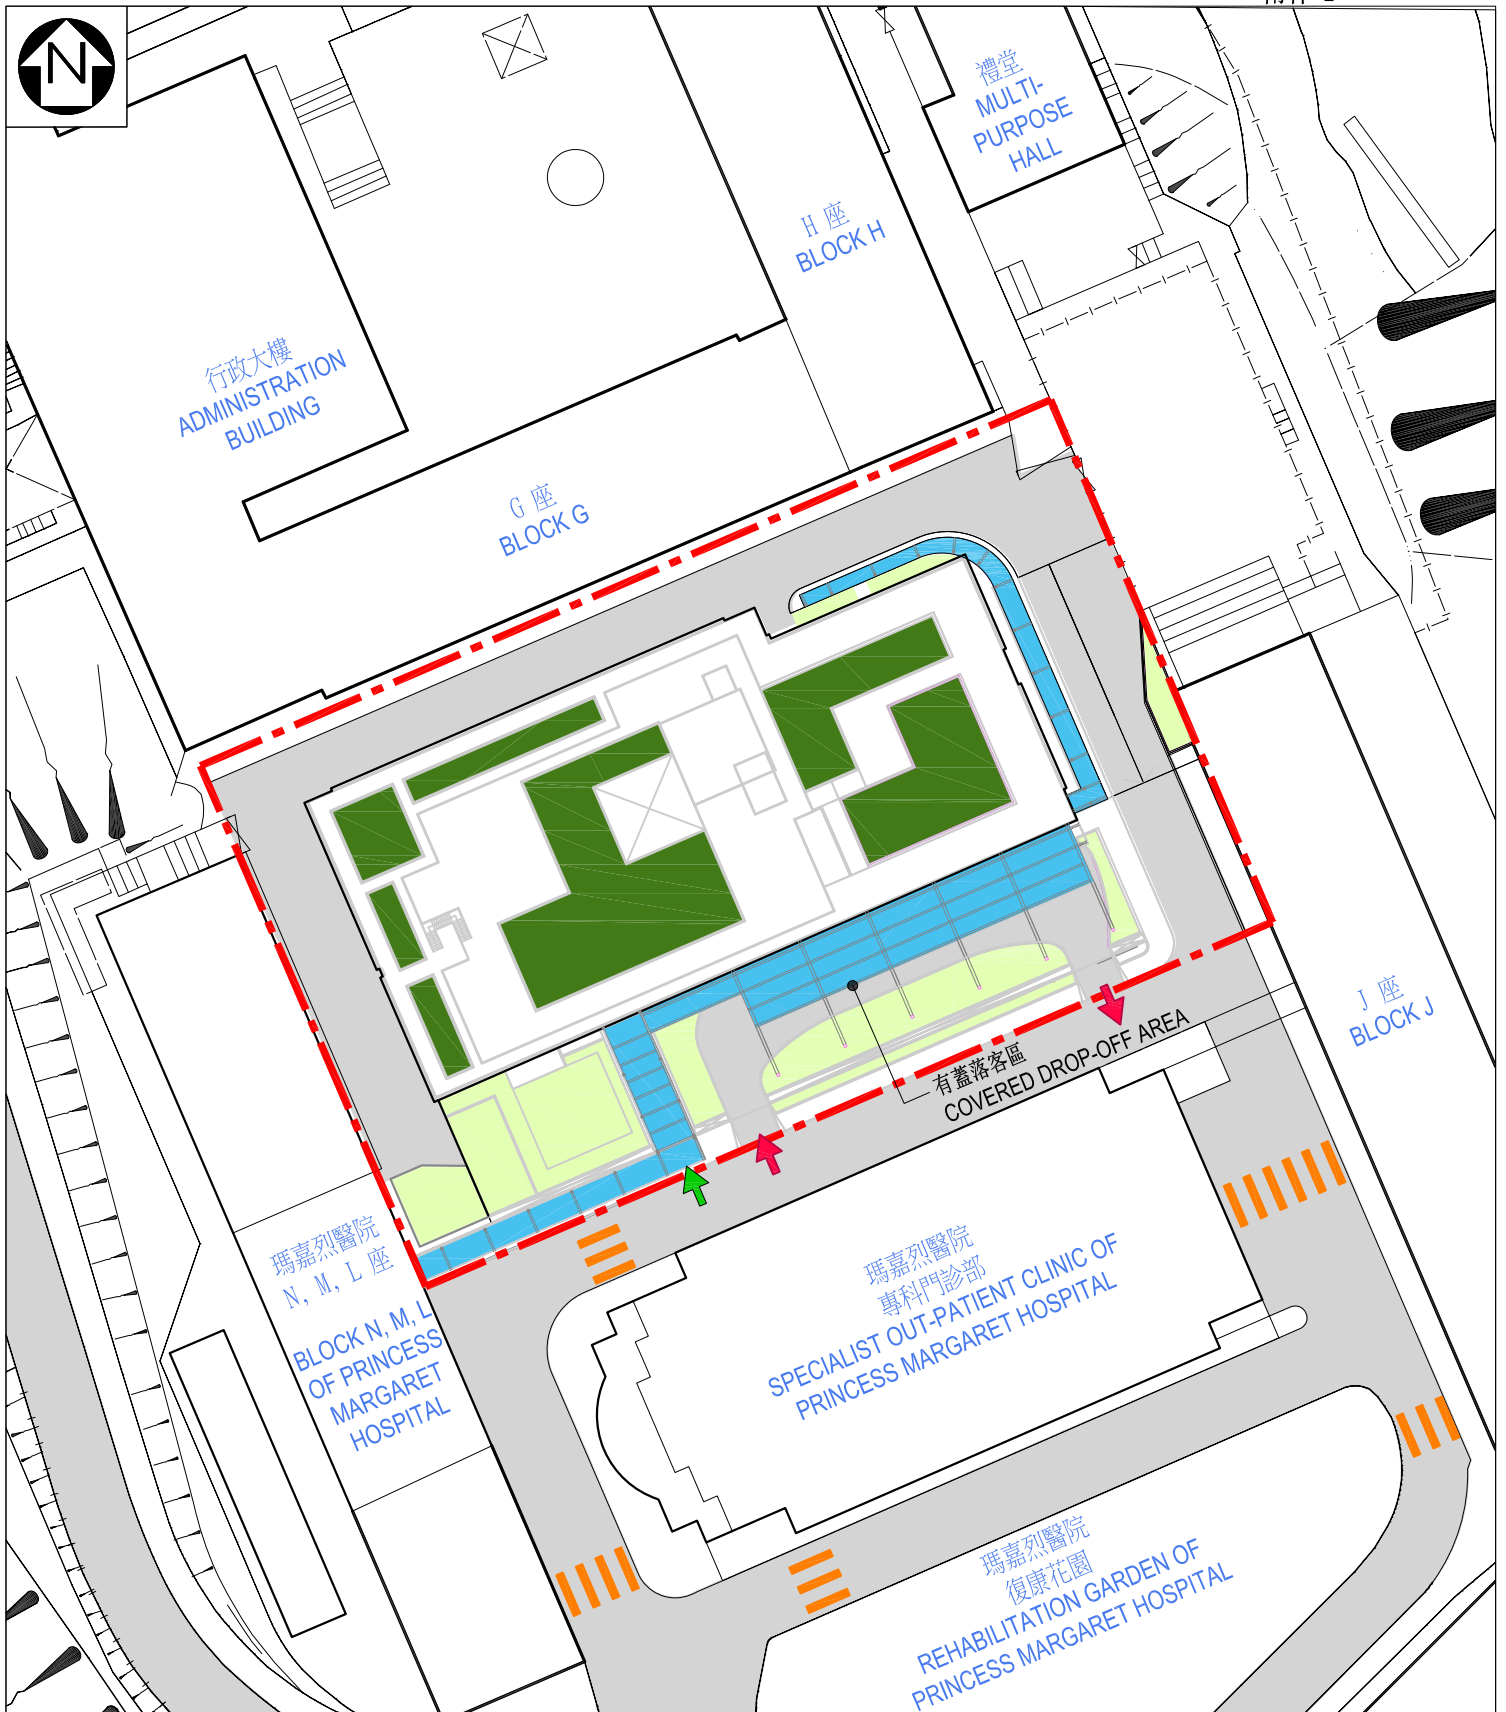 N
禮堂
MULTI-
PURPOSE
HALL
H 座
BLOCK H
行政大樓
ADMINISTRATION
BUILDING
G 座
BLOCK G
J 座
BLOCK J
有蓋落客區
COVERED DROP-OFF AREA
瑪嘉烈醫院
N, M, L 座
BLOCK N, M, L
OF PRINCESS
MARGARET
HOSPITAL
瑪嘉烈醫院
專科門診部
SPECIALIST OUT-PATIENT CLINIC OF
PRINCESS MARGARET HOSPITAL
瑪嘉烈醫院
復康花園
REHABILITATION GARDEN OF
PRINCESS MARGARET HOSPITAL